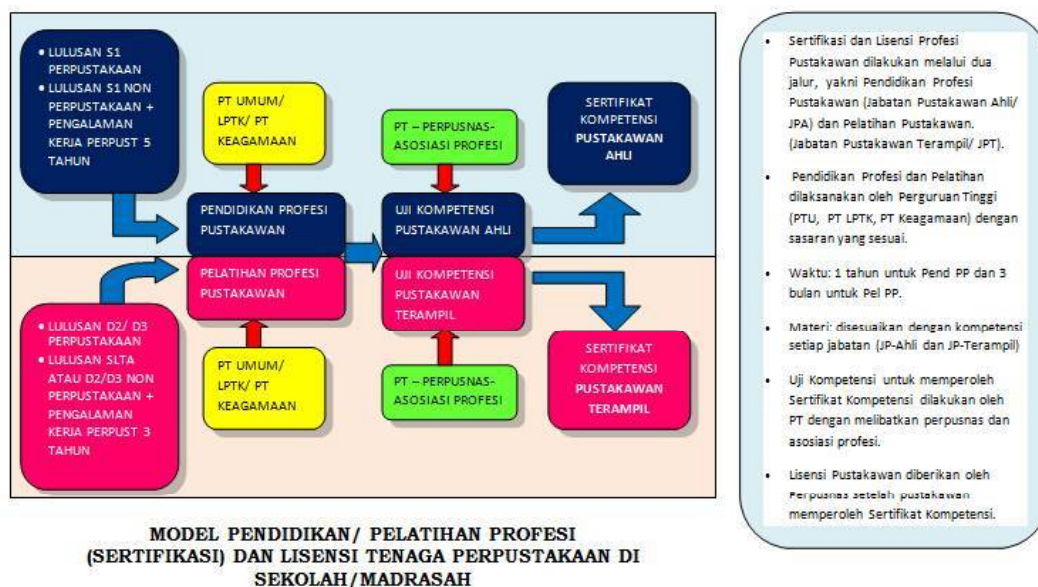 • LULUSAN S1
PERPUSTAKAAN
• LULUSAN S1 NON
PERPUSTAKAAN +
PENGALAMAN
KERJA PERPUST 5
TAHUN
PT UMUM/
LPTK/ PT
KEAGAMAAN
PT – PERPUSNAS-
ASOSIASI PROFESI
SERTIFIKAT
KOMPETENSI
PUSTAKAWAN
AHLI
PENDIDIKAN PROFESI
PUSTAKAWAN
UJI KOMPETENSI
PUSTAKAWAN AHLI
PELATIHAN PROFESI
PUSTAKAWAN
UJI KOMPETENSI
PUSTAKAWAN
TERAMPIL
• LULUSAN D2/ D3
PERPUSTAKAAN
• LULUSAN SLTA
ATAU D2/D3 NON
PERPUSTAKAAN +
PENGALAMAN
KERJA PERPUST 3
TAHUN
PT UMUM/
LPTK/ PT
KEAGAMAAN
PT – PERPUSNAS-
ASOSIASI PROFESI
SERTIFIKAT
KOMPETENSI
PUSTAKAWAN
TERAMPIL
• Sertifikasi dan Lisensi Profesi
Pustakawan dilakukan melalui dua
jalur, yakni Pendidikan Profesi
Pustakawan (Jabatan Pustakawan Ahli/
JPA) dan Pelatihan Pustakawan.
(Jabatan Pustakawan Terampil/ JPT).
• Pendidikan Profesi dan Pelatihan
dilaksanakan oleh Perguruan Tinggi
(PTU, PT LPTK, PT Keagamaan) dengan
sasaran yang sesuai.
• Waktu: 1 tahun untuk Pend PP dan 3
bulan untuk Pel PP.
• Materi: disesuaikan dengan kompetensi
setiap jabatan (JP-Ahli dan JP-Terampil)
• Uji Kompetensi untuk memperoleh
Sertifikat Kompetensi dilakukan oleh
PT dengan melibatkan perpusnas dan
asosiasi profesi.
• Lisensi Pustakawan diberikan oleh
Perpusnas setelah pustakawan
memperoleh Sertifikat Kompetensi.
MODEL PENDIDIKAN/ PELATIHAN PROFESI
(SERTIFIKASI) DAN LISENSI TENAGA PERPUSTAKAAN DI
SEKOLAH/MADRASAH